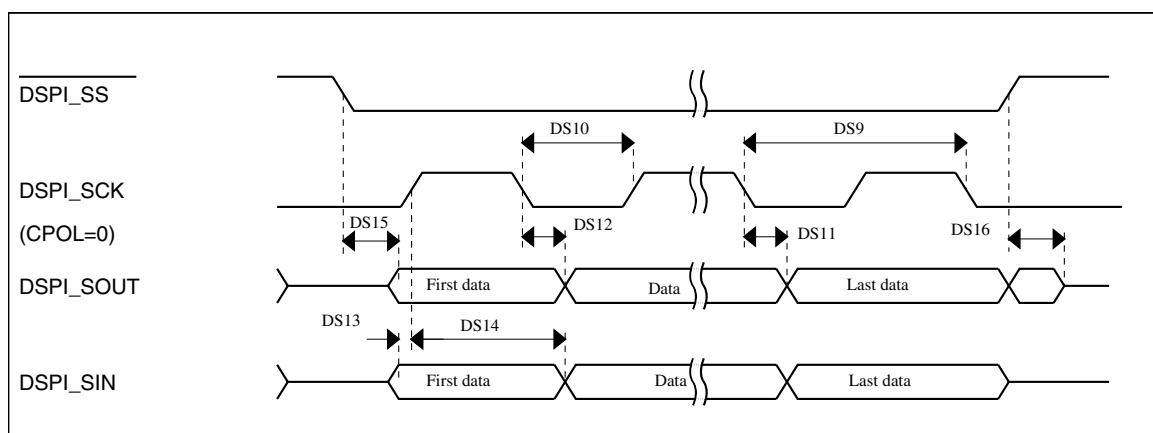 DSPI_SS
DS10
DS9
DSPI_SCK
(CPOL=0)
DS15
DS12
DS11
DS16
DSPI_SOUT
First data
Data
Last data
DS13
DS14
DSPI_SIN
First data
Data
Last data